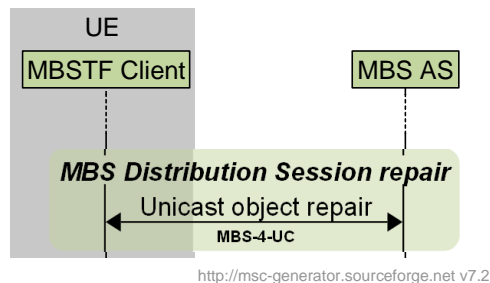 UE
MBSTF Client
MBS AS
MBS Distribution Session repair
Unicast object repair
MBS-4-UC
http://msc-generator.sourceforge.net v7.2